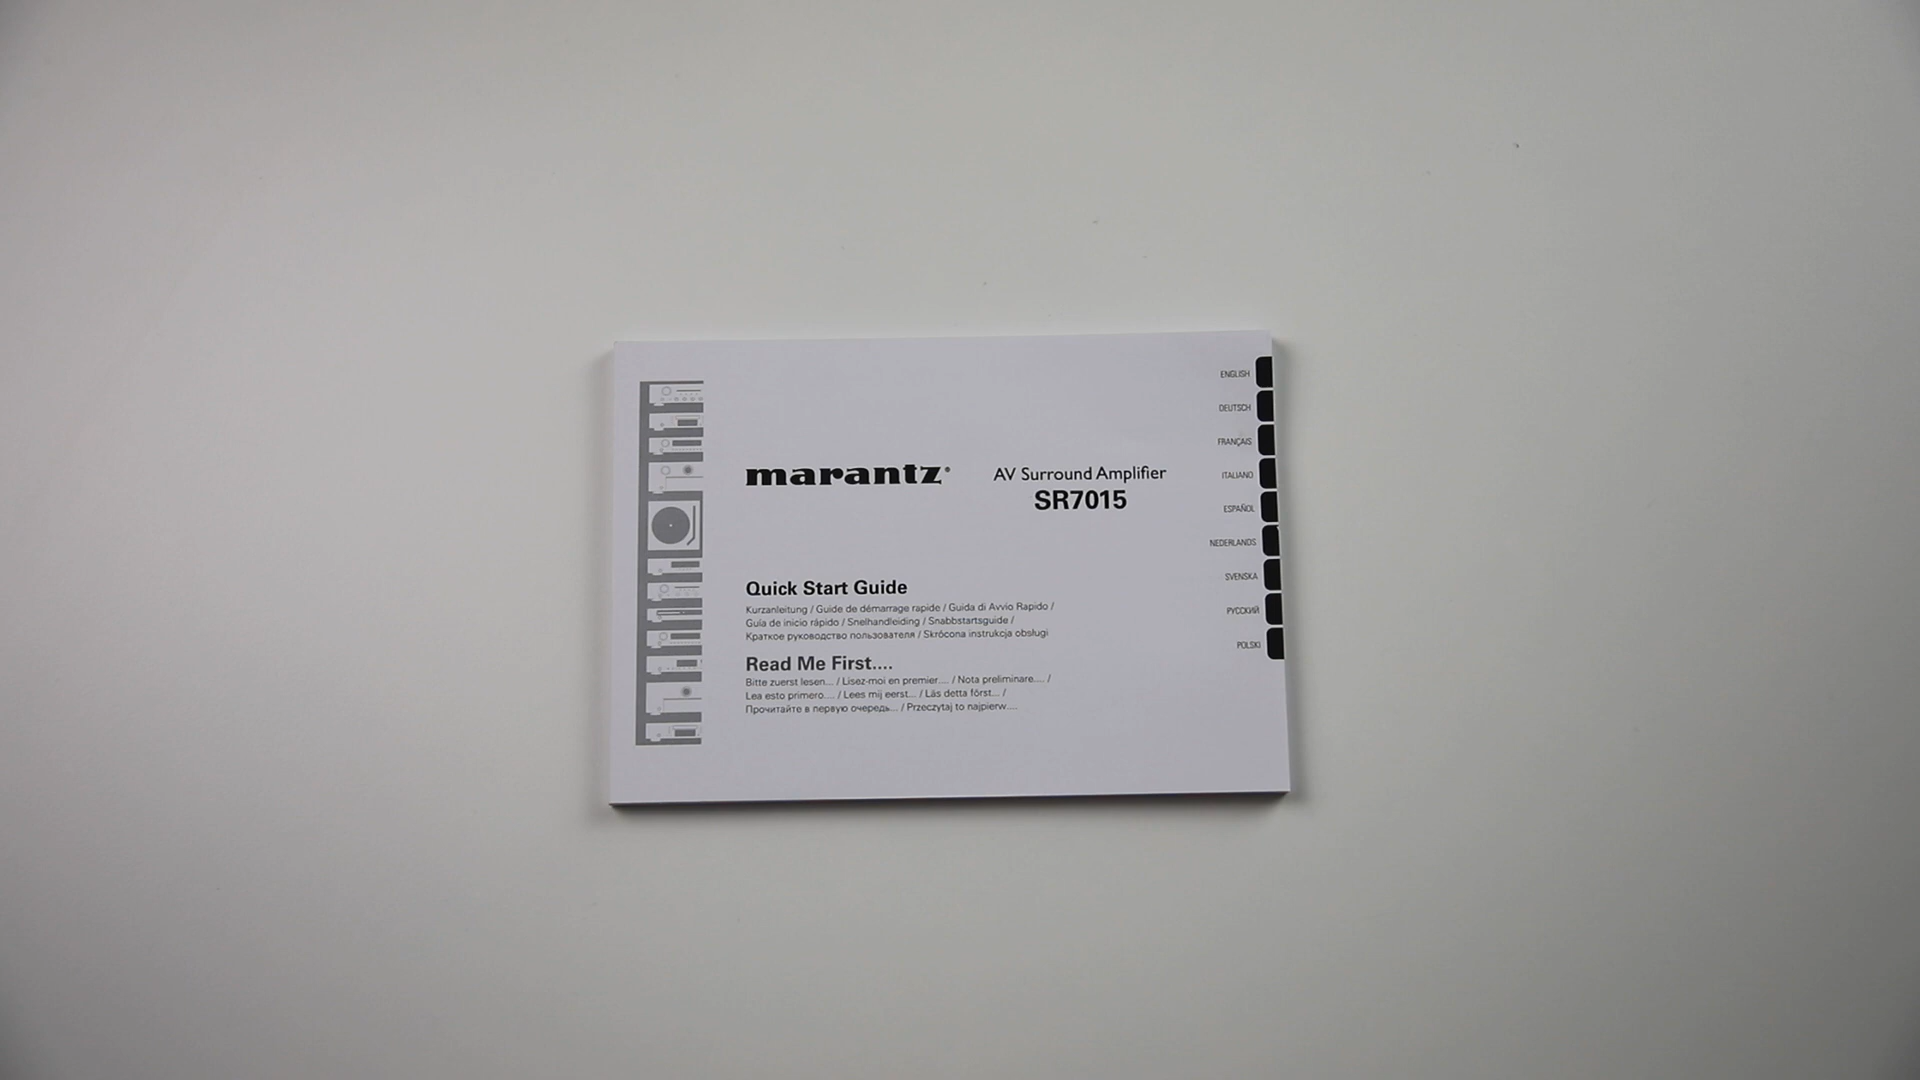 marantz®
AV Surround Amplifier
SR7015
Quick Start Guide
Kurzanleitung / Guide de démarrage rapide / Guida di Avvio Rapido /
Guía de inicio rápido / Snelhandleiding / Snabbstartsguide /
Краткое руководство пользователя / Skrócona instrukcja obsługi
Read Me First....
Bitte zuerst lesen... / Lisez-moi en premier.... / Nota preliminare.... /
Lea esto primero.... / Lees mij eerst... / Läs detta först... /
Прочитайте в первую очередь... / Przeczytaj to najpierw....
ENGLISH
DEUTSCH
FRANÇAIS
ITALIANO
ESPAÑOL
NEDERLANDS
SVENSKA
РУССКИЙ
POLSKI